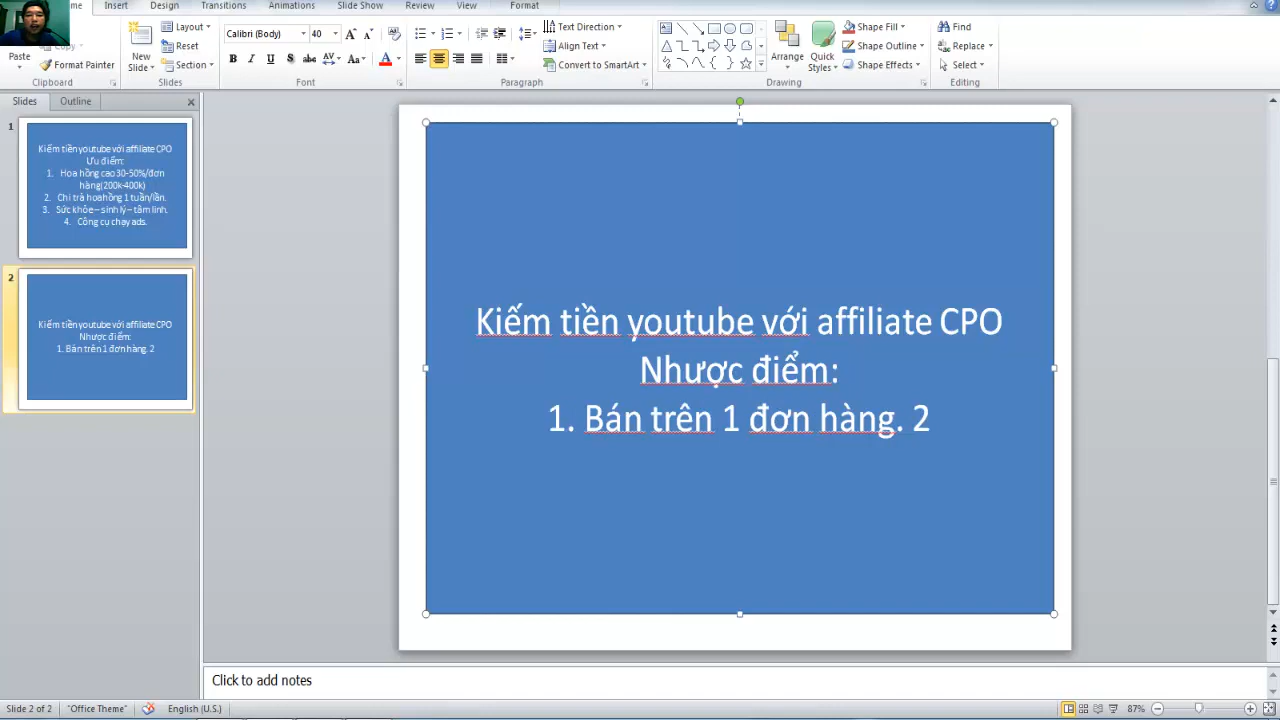 Insert Design Transitions Animations Slide Show Review View Format
Paste
Copy
Format Painter
Clipboard
New
Slide
Layout
Reset
Section
Slides
Calibri (Body) 40
B I U S abc AV Aa A
Font
Text Direction
Align Text
Convert to SmartArt
Paragraph
Arrange
Quick
Styles
Shape Fill
Shape Outline
Shape Effects
Drawing
Find
Replace
Select
Editing
Slides Outline
1
Kiếm tiền youtube với affiliate CPO
Ưu điểm:
1. Hoa hồng cao 30-50%/đơn
hàng(200k-400k)
2. Chi trả hoa hồng 1 tuần/lần.
3. Sức khỏe – sinh lý – tâm linh.
4. Công cụ chạy ads.
2
Kiếm tiền youtube với affiliate CPO
Nhược điểm:
1. Bán trên 1 đơn hàng. 2
Kiếm tiền youtube với affiliate CPO
Nhược điểm:
1. Bán trên 1 đơn hàng. 2
Click to add notes
Slide 2 of 2 "Office Theme" English (U.S.) 87%